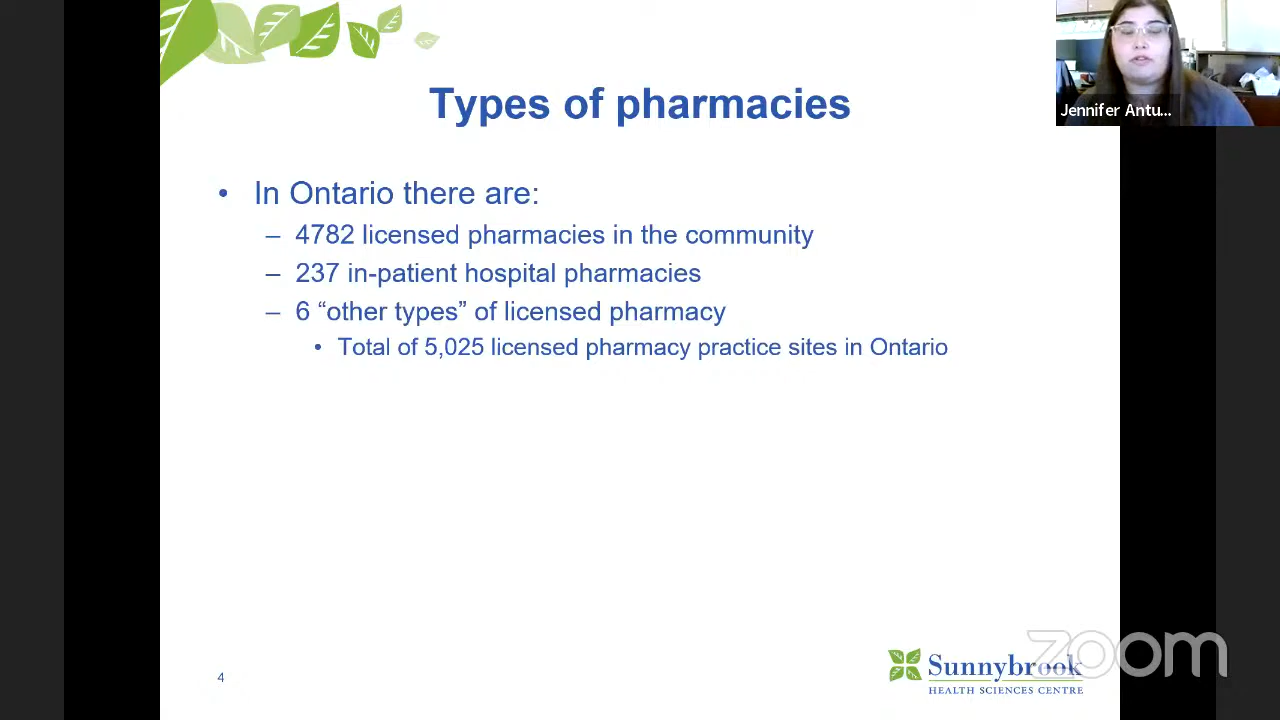 Types of pharmacies
Jennifer Antu...
• In Ontario there are:
– 4782 licensed pharmacies in the community
– 237 in-patient hospital pharmacies
– 6 “other types” of licensed pharmacy
• Total of 5,025 licensed pharmacy practice sites in Ontario
4
Sunnybrook
HEALTH SCIENCES CENTRE
zoom